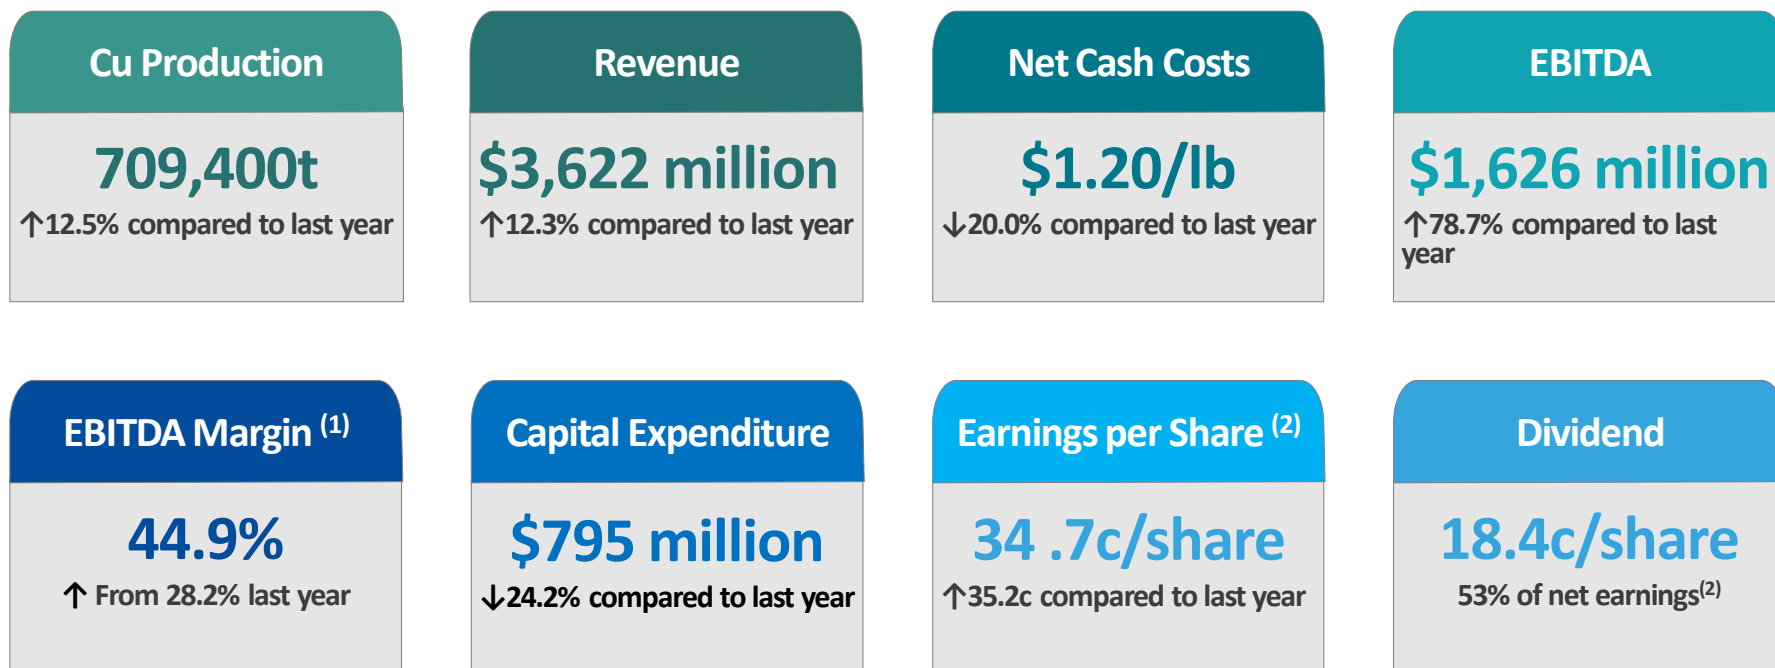 Cu Production
709,400t
↑12.5% compared to last year
Revenue
$3,622 million
↑12.3% compared to last year
Net Cash Costs
$1.20/lb
↓20.0% compared to last year
EBITDA
$1,626 million
↑78.7% compared to last
year
EBITDA Margin (1)
44.9%
↑ From 28.2% last year
Capital Expenditure
$795 million
↓24.2% compared to last year
Earnings per Share (2)
34 .7c/share
↑35.2c compared to last year
Dividend
18.4c/share
53% of net earnings(2)